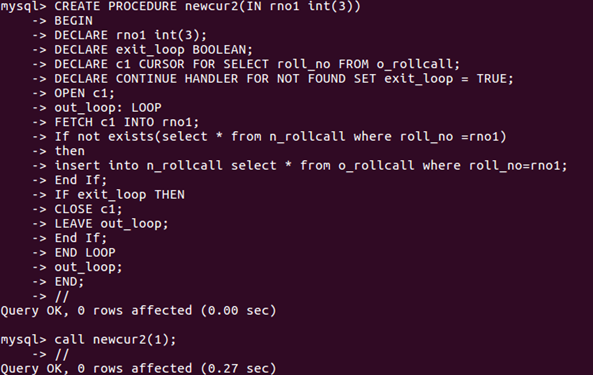 mysql> CREATE PROCEDURE newcur2(IN rno1 int(3))
-> BEGIN
-> DECLARE rno1 int(3);
-> DECLARE exit_loop BOOLEAN;
-> DECLARE c1 CURSOR FOR SELECT roll_no FROM o_rollcall;
-> DECLARE CONTINUE HANDLER FOR NOT FOUND SET exit_loop = TRUE;
-> OPEN c1;
-> out_loop: LOOP
-> FETCH c1 INTO rno1;
-> If not exists(select * from n_rollcall where roll_no =rno1)
-> then
-> insert into n_rollcall select * from o_rollcall where roll_no=rno1;
-> End If;
-> IF exit_loop THEN
-> CLOSE c1;
-> LEAVE out_loop;
-> End If;
-> END LOOP
-> out_loop;
-> END;
-> //
Query OK, 0 rows affected (0.00 sec)
mysql> call newcur2(1);
-> //
Query OK, 0 rows affected (0.27 sec)